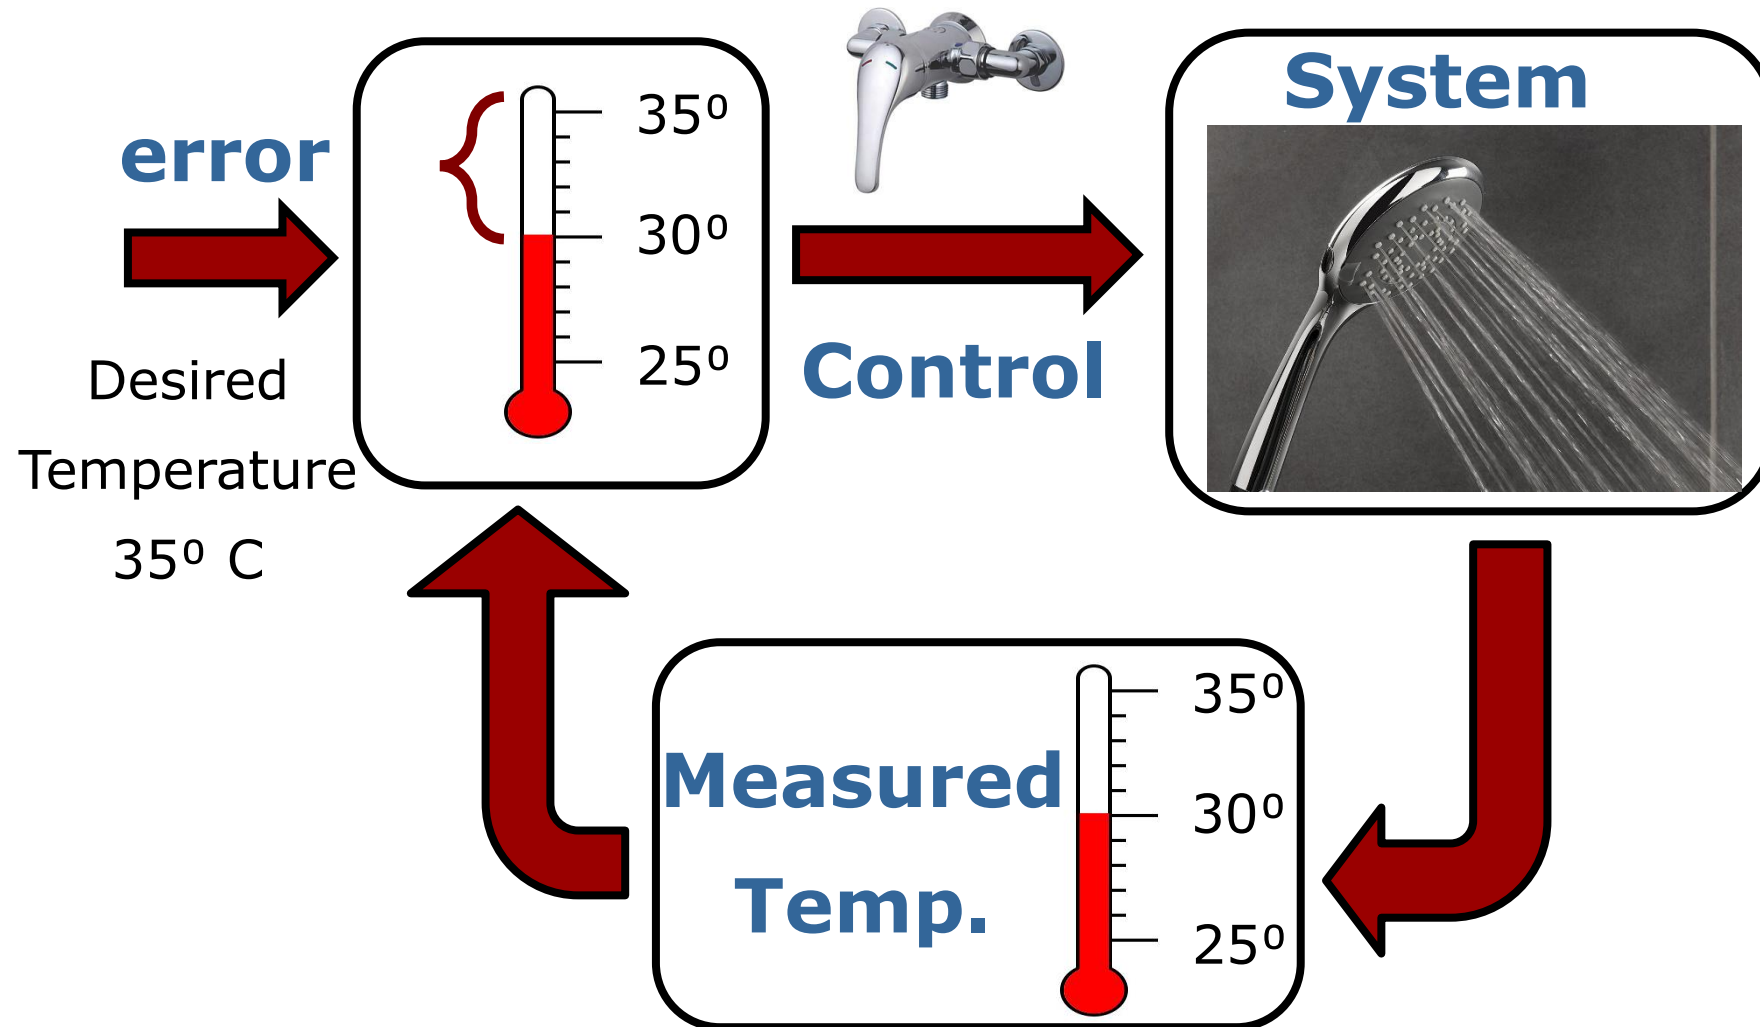 error
Desired
Temperature
35⁰ C
35⁰
30⁰
25⁰
Control
System
Measured
Temp.
35⁰
30⁰
25⁰